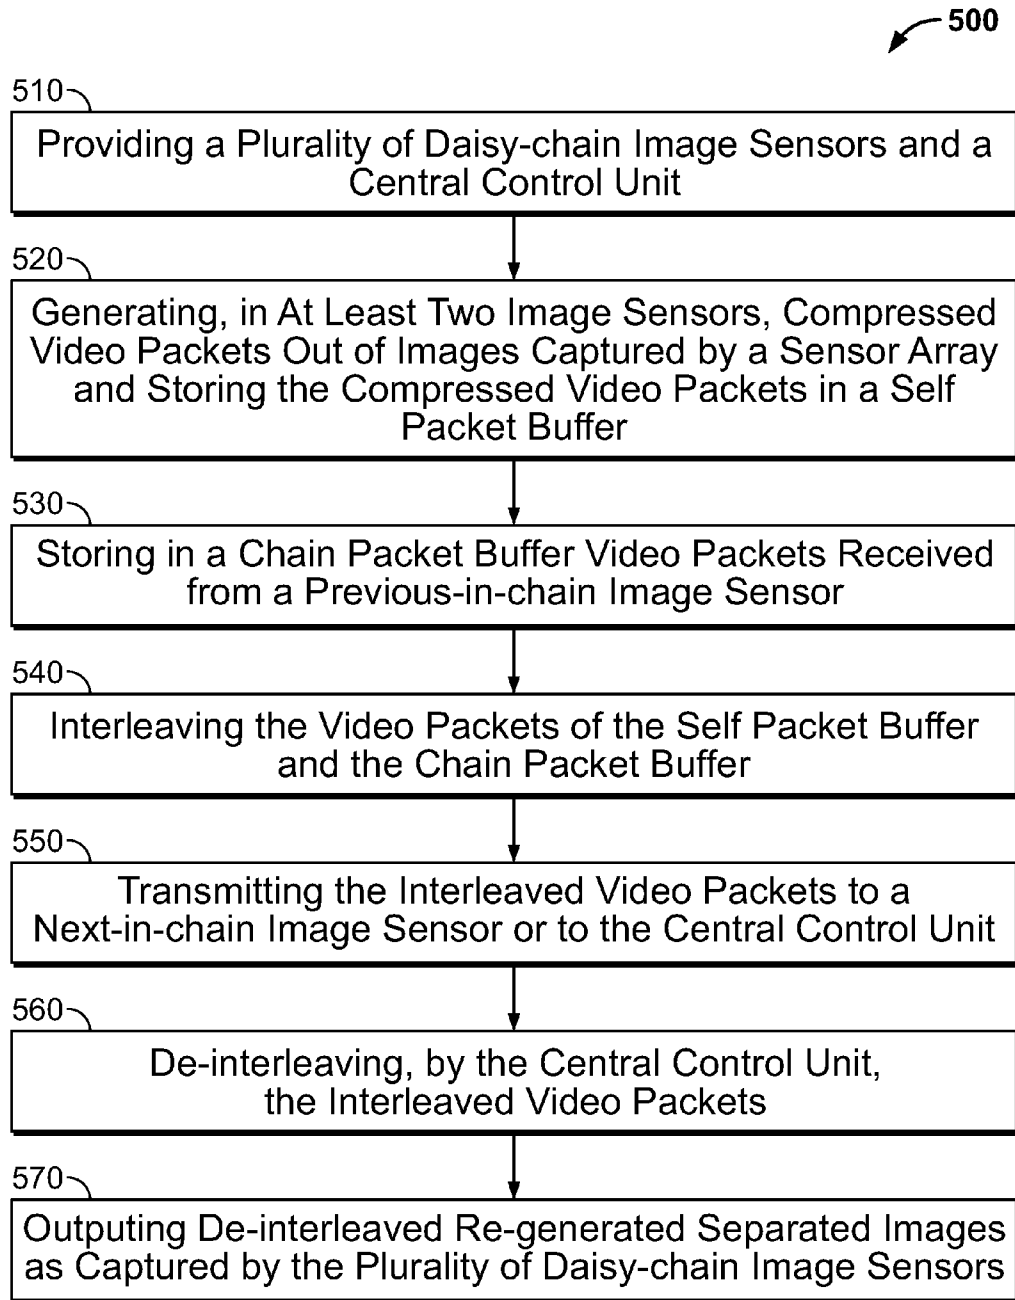 500
510
Providing a Plurality of Daisy-chain Image Sensors and a
Central Control Unit
520
Generating, in At Least Two Image Sensors, Compressed
Video Packets Out of Images Captured by a Sensor Array
and Storing the Compressed Video Packets in a Self
Packet Buffer
530
Storing in a Chain Packet Buffer Video Packets Received
from a Previous-in-chain Image Sensor
540
Interleaving the Video Packets of the Self Packet Buffer
and the Chain Packet Buffer
550
Transmitting the Interleaved Video Packets to a
Next-in-chain Image Sensor or to the Central Control Unit
560
De-interleaving, by the Central Control Unit,
the Interleaved Video Packets
570
Outputing De-interleaved Re-generated Separated Images
as Captured by the Plurality of Daisy-chain Image Sensors